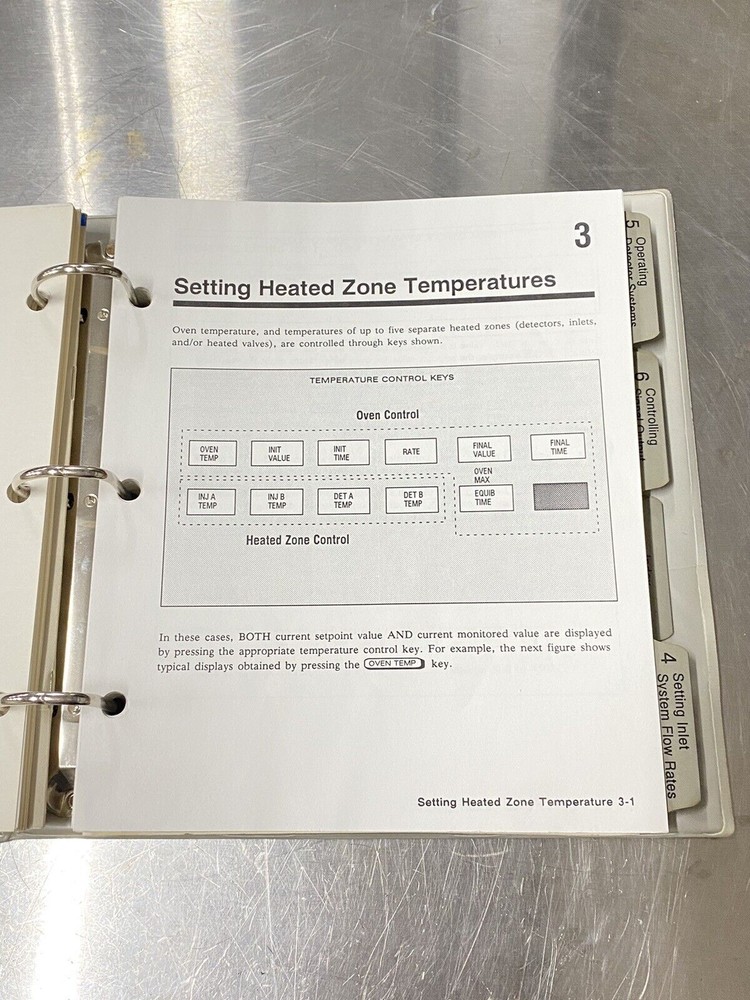 3
Setting Heated Zone Temperatures
Oven temperature, and temperatures of up to five separate heated zones (detectors, inlets,
and/or heated valves), are controlled through keys shown.
TEMPERATURE CONTROL KEYS
Oven Control
OVEN
TEMP
INIT
VALUE
INIT
TIME
RATE
FINAL
VALUE
FINAL
TIME
INJ A
TEMP
INJ B
TEMP
DET A
TEMP
DET B
TEMP
OVEN
MAX
EQUIB
TIME
Heated Zone Control
In these cases, BOTH current setpoint value AND current monitored value are displayed
by pressing the appropriate temperature control key. For example, the next figure shows
typical displays obtained by pressing the OVEN TEMP key.
Setting Heated Zone Temperature 3-1
5 Operating
Detector Systems
6 Controlling
4 Setting Inlet
System Flow Rates